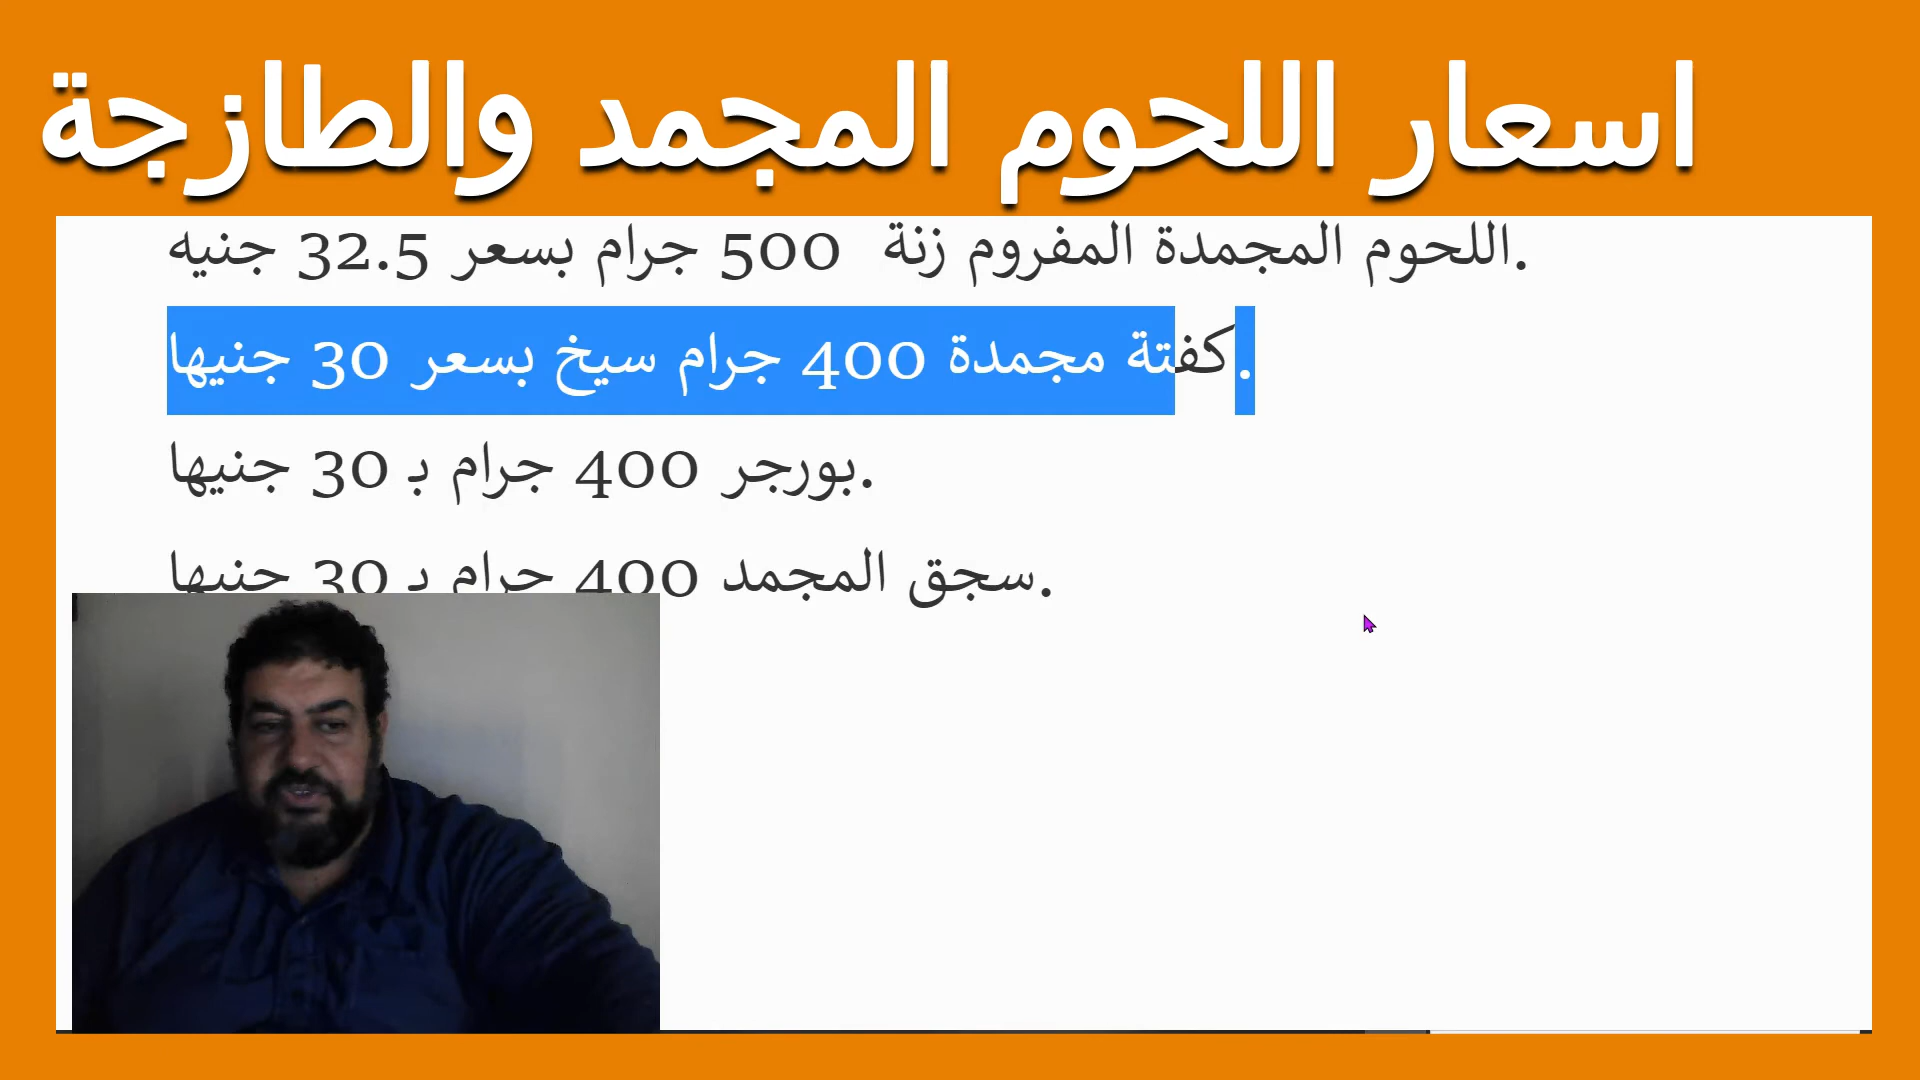 اسعار اللحوم المجمد والطازجة
اللحوم المجمدة المفروم زنة 500 جرام بسعر 32.5 جنيه.
كفتة مجمدة 400 جرام سيخ بسعر 30 جنيها.
بورجر 400 جرام بـ 30 جنيها.
سجق المجمد 400 جرام بـ 30 جنيها.